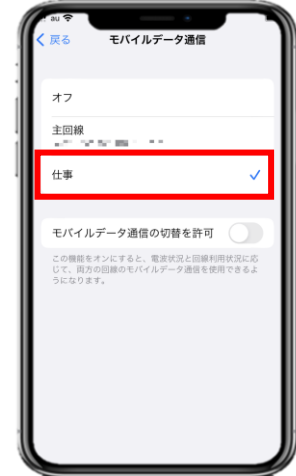 au
戻る モバイルデータ通信
オフ
主回線
仕事
モバイルデータ通信の切替を許可
この機能をオンにすると、電波状況と回線利用状況に応
じて、両方の回線のモバイルデータ通信を使用できるよ
うになります。